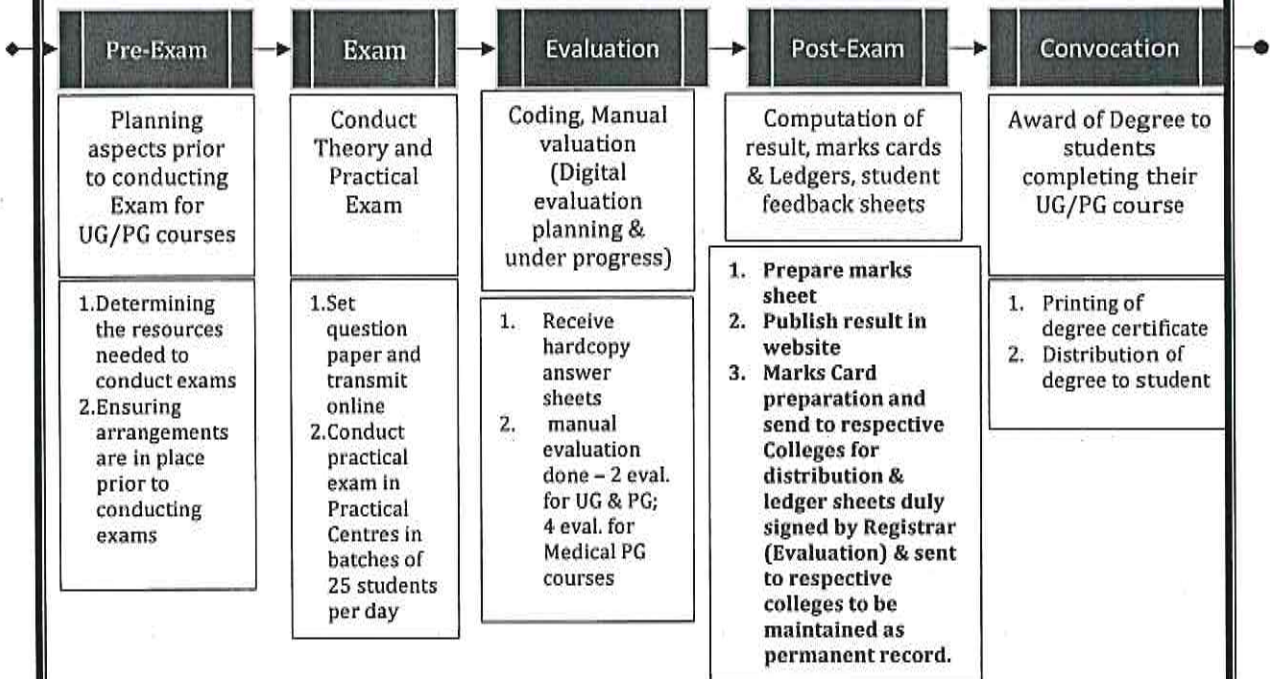 Pre-Exam
Exam
Evaluation
Post-Exam
Convocation
Planning
aspects prior
to conducting
Exam for
UG/PG courses
1.Determining
the resources
needed to
conduct exams
2.Ensuring
arrangements
are in place
prior to
conducting
exams
Conduct
Theory and
Practical
Exam
1.Set
question
paper and
transmit
online
2.Conduct
practical
exam in
Practical
Centres in
batches of
25 students
per day
Coding, Manual
valuation
(Digital
evaluation
planning &
under progress)
1. Receive
hardcopy
answer
sheets
2. manual
evaluation
done – 2 eval.
for UG & PG;
4 eval. for
Medical PG
courses
Computation of
result, marks cards
& Ledgers, student
feedback sheets
1. Prepare marks
sheet
2. Publish result in
website
3. Marks Card
preparation and
send to respective
Colleges for
distribution &
ledger sheets duly
signed by Registrar
(Evaluation) & sent
to respective
colleges to be
maintained as
permanent record.
Award of Degree to
students
completing their
UG/PG course
1. Printing of
degree certificate
2. Distribution of
degree to student